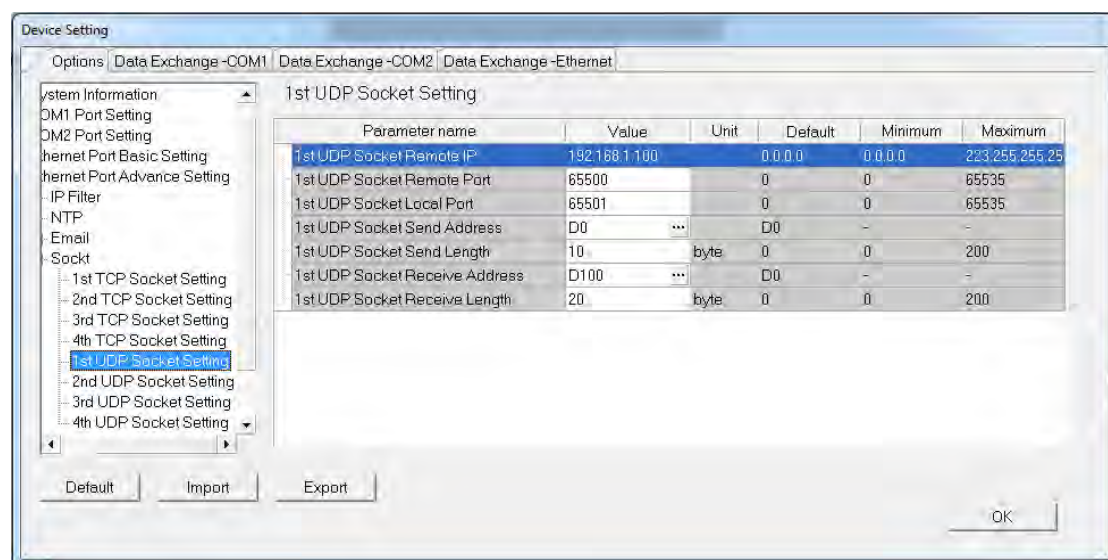 Device Setting
Options Data Exchange -COM1 Data Exchange -COM2 Data Exchange -Ethernet
ystem Information
OM1 Port Setting
OM2 Port Setting
hernet Port Basic Setting
hernet Port Advance Setting
IP Filter
NTP
Email
Sockt
1st TCP Socket Setting
2nd TCP Socket Setting
3rd TCP Socket Setting
4th TCP Socket Setting
1st UDP Socket Setting
2nd UDP Socket Setting
3rd UDP Socket Setting
4th UDP Socket Setting
1st UDP Socket Setting
Parameter name Value Unit Default Minimum Maximum
1st UDP Socket Remote IP 192.168.1.100 0.0.0.0 0.0.0.0 223.255.255.25
1st UDP Socket Remote Port 65500 0 0 65535
1st UDP Socket Local Port 65501 0 0 65535
1st UDP Socket Send Address D0 ... D0 - -
1st UDP Socket Send Length 10 byte 0 0 200
1st UDP Socket Receive Address D100 ... D0 - -
1st UDP Socket Receive Length 20 byte 0 0 200
Default Import Export
OK